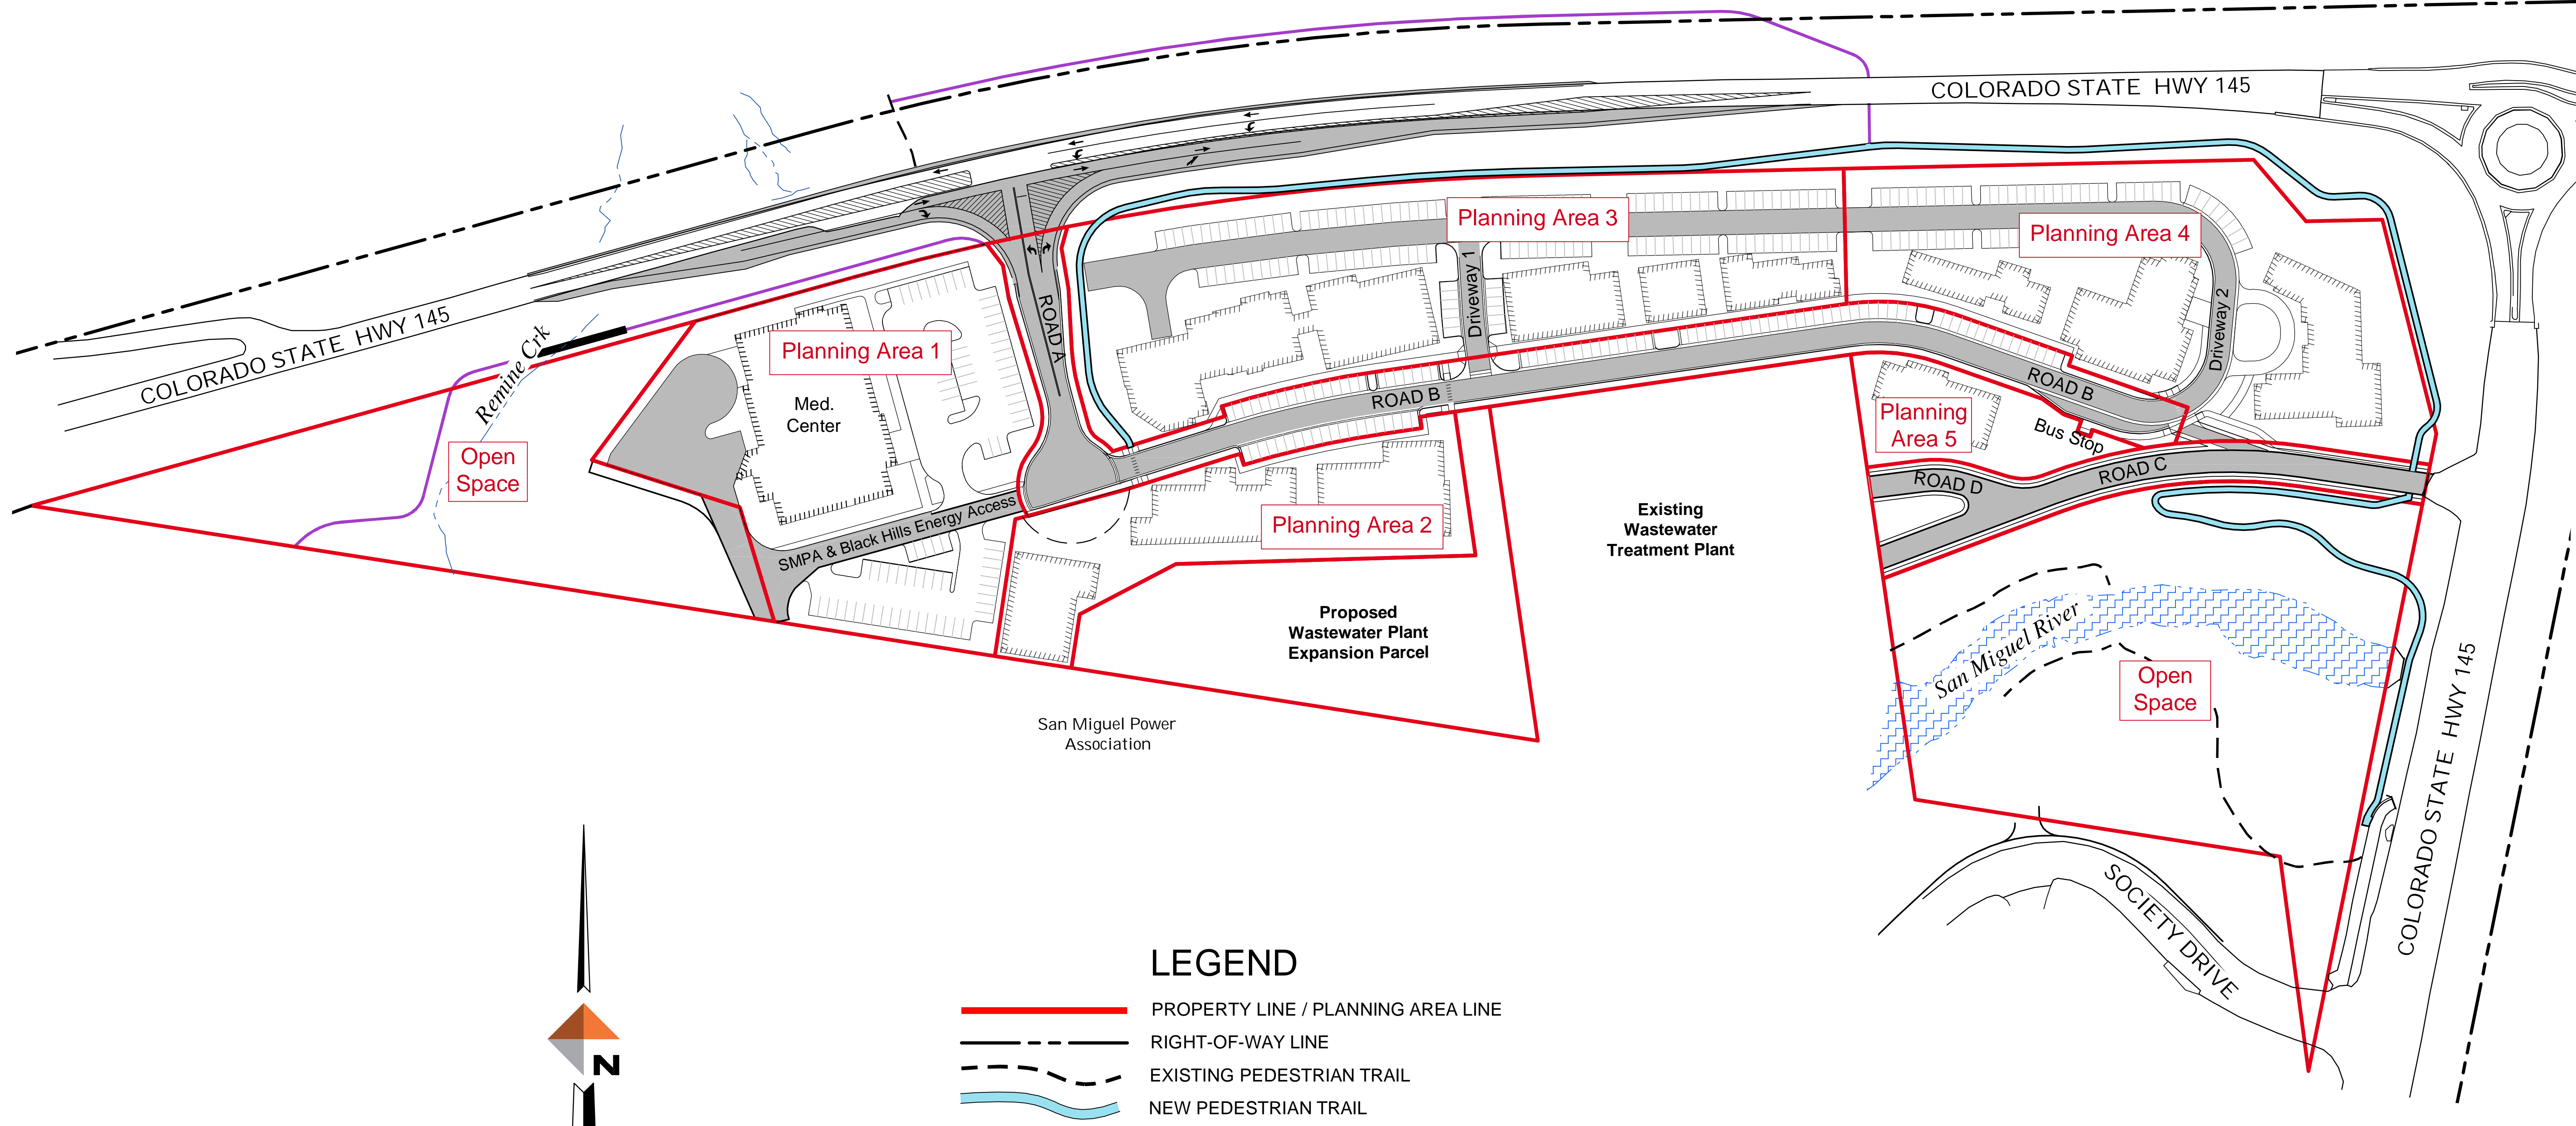 COLORADO STATE HWY 145
Planning Area 3
Planning Area 4
Driveway 1
Driveway 2
ROAD A
COLORADO STATE HWY 145
Remine Crk
Planning Area 1
Med.
Center
ROAD B
ROAD B
Planning
Area 5
Bus Stop
Open
Space
ROAD C
ROAD D
SMPA & Black Hills Energy Access
Planning Area 2
Existing
Wastewater
Treatment Plant
Proposed
Wastewater Plant
Expansion Parcel
San Miguel River
Open
Space
San Miguel Power
Association
COLORADO STATE HWY 145
SOCIETY DRIVE
N
LEGEND
PROPERTY LINE / PLANNING AREA LINE
RIGHT-OF-WAY LINE
EXISTING PEDESTRIAN TRAIL
NEW PEDESTRIAN TRAIL